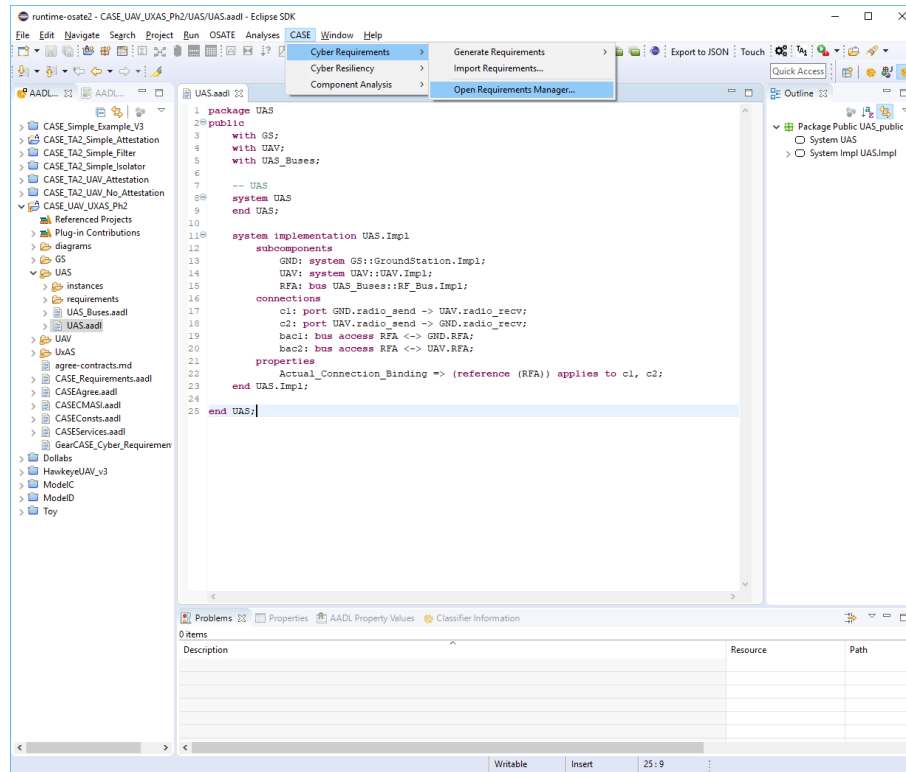 runtime-osate2 - CASE_UAV_UXAS_Ph2/UAS/UAS.aadl - Eclipse SDK
File Edit Navigate Search Project Run OSATE Analyses CASE Window Help
Cyber Requirements
Cyber Resiliency
Component Analysis
Generate Requirements
Import Requirements...
Open Requirements Manager...
Export to JSON Touch
Quick Access
AADL...
AADL...
CASE_Simple_Example_V3
CASE_TA2_Simple_Attestation
CASE_TA2_Simple_Filter
CASE_TA2_Simple_Isolator
CASE_TA2_UAV_Attestation
CASE_TA2_UAV_No_Attestation
CASE_UAV_UXAS_Ph2
Referenced Projects
Plug-in Contributions
diagrams
GS
UAS
instances
requirements
UAS_Buses.aadl
UAS.aadl
UAV
UxAS
agree-contracts.md
CASE_Requirements.aadl
CASEAgree.aadl
CASECMASI.aadl
CASEConsts.aadl
CASEServices.aadl
GearCASE_Cyber_Requiremen
Dollabs
HawkeyeUAV_v3
ModelC
ModelD
Toy
UAS.aadl
1 package UAS
2 public
3 with GS;
4 with UAV;
5 with UAS_Buses;
6
7 -- UAS
8 system UAS
9 end UAS;
10
11 system implementation UAS.Impl
12 subcomponents
13 GND: system GS::GroundStation.Impl;
14 UAV: system UAV::UAV.Impl;
15 RFA: bus UAS_Buses::RF_Bus.Impl;
16 connections
17 c1: port GND.radio_send -> UAV.radio_recv;
18 c2: port UAV.radio_send -> GND.radio_recv;
19 bac1: bus access RFA <-> GND.RFA;
20 bac2: bus access RFA <-> UAV.RFA;
21 properties
22 Actual_Connection_Binding => (reference (RFA)) applies to c1, c2;
23 end UAS.Impl;
24
25 end UAS;
Outline
Package Public UAS_public
System UAS
System Impl UAS.Impl
Problems Properties AADL Property Values Classifier Information
0 items
Description Resource Path
Writable Insert 25 : 9